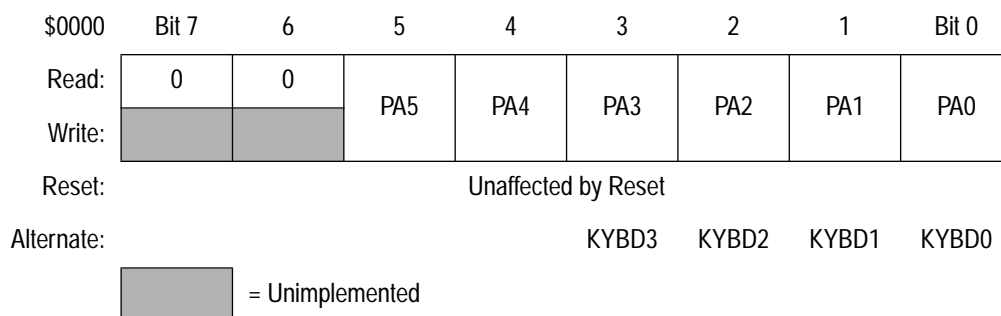 $0000 Bit 7 6 5 4 3 2 1 Bit 0
Read: 0 0
PA5 PA4 PA3 PA2 PA1 PA0
Write:
Reset: Unaffected by Reset
Alternate: KYBD3 KYBD2 KYBD1 KYBD0
= Unimplemented